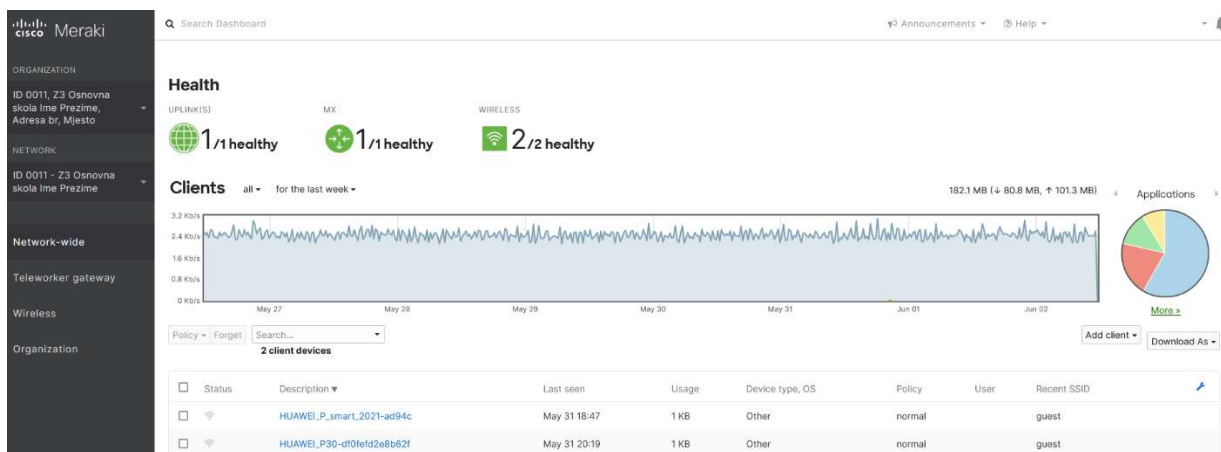 CISCO Meraki
Search Dashboard
Announcements
Help
ORGANIZATION
ID 0011, Z3 Osnovna
skola Ime Prezime,
Adresa br, Mjesto
NETWORK
ID 0011 - Z3 Osnovna
skola Ime Prezime
Network-wide
Teleworker gateway
Wireless
Organization
Health
UPLINK(S) MX WIRELESS
1/1 healthy 1/1 healthy 2/2 healthy
Clients all for the last week 182.1 MB (↓ 80.8 MB, ↑ 101.3 MB) Applications
3.2 Kb/s
2.4 Kb/s
1.6 Kb/s
0.8 Kb/s
0 Kb/s
May 27 May 28 May 29 May 30 May 31 Jun 01 Jun 02
More »
Policy Forget Search... Add client Download As
2 client devices
Status Description ▼ Last seen Usage Device type, OS Policy User Recent SSID
HUAWEI_P_smart_2021-ad94c May 31 18:47 1 KB Other normal guest
HUAWEI_P30-df0fefd2e8b62f May 31 20:19 1 KB Other normal guest